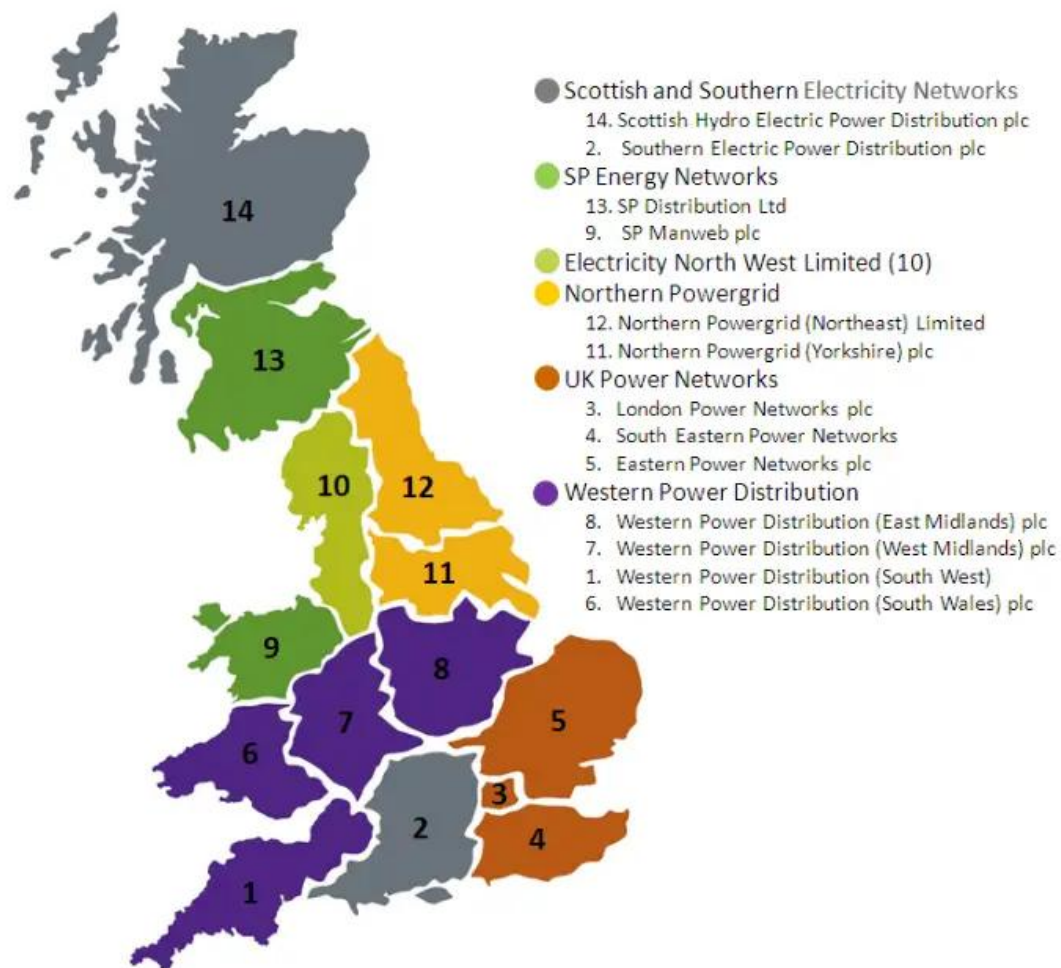 Scottish and Southern Electricity Networks
14. Scottish Hydro Electric Power Distribution plc
2. Southern Electric Power Distribution plc
SP Energy Networks
13. SP Distribution Ltd
9. SP Manweb plc
Electricity North West Limited (10)
Northern Powergrid
12. Northern Powergrid (Northeast) Limited
11. Northern Powergrid (Yorkshire) plc
UK Power Networks
3. London Power Networks plc
4. South Eastern Power Networks
5. Eastern Power Networks plc
Western Power Distribution
8. Western Power Distribution (East Midlands) plc
7. Western Power Distribution (West Midlands) plc
1. Western Power Distribution (South West)
6. Western Power Distribution (South Wales) plc
14
13
10
12
11
9
8
7
5
6
3
2
4
1